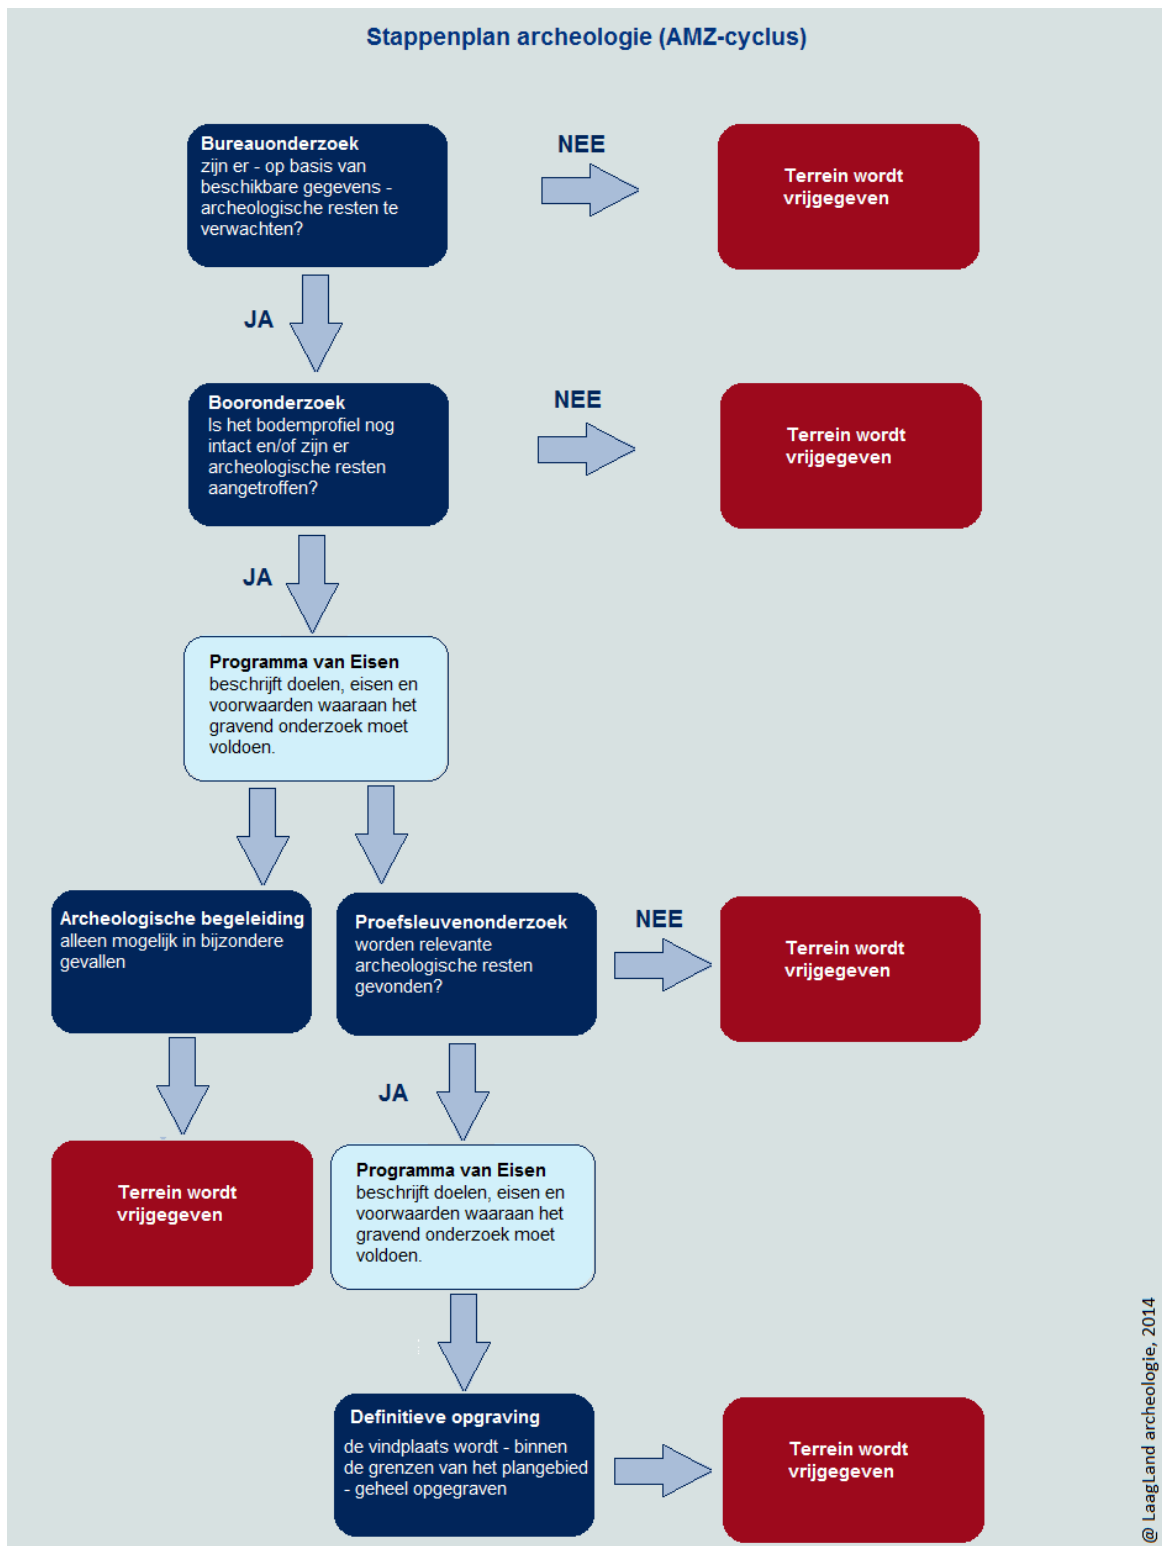 Stappenplan archeologie (AMZ-cyclus)
Bureauonderzoek
zijn er - op basis van
beschikbare gegevens -
archeologische resten te
verwachten?
NEE
Terrein wordt
vrijgegeven
JA
Booronderzoek
Is het bodemprofiel nog
intact en/of zijn er
archeologische resten
aangetroffen?
NEE
Terrein wordt
vrijgegeven
JA
Programma van Eisen
beschrijft doelen, eisen en
voorwaarden waaraan het
gravend onderzoek moet
voldoen.
Archeologische begeleiding
alleen mogelijk in bijzondere
gevallen
Proefsleuvenonderzoek
worden relevante
archeologische resten
gevonden?
NEE
Terrein wordt
vrijgegeven
JA
Terrein wordt
vrijgegeven
Programma van Eisen
beschrijft doelen, eisen en
voorwaarden waaraan het
gravend onderzoek moet
voldoen.
Definitieve opgraving
de vindplaats wordt - binnen
de grenzen van het plangebied
- geheel opgegraven
Terrein wordt
vrijgegeven
@ LaagLand archeologie, 2014